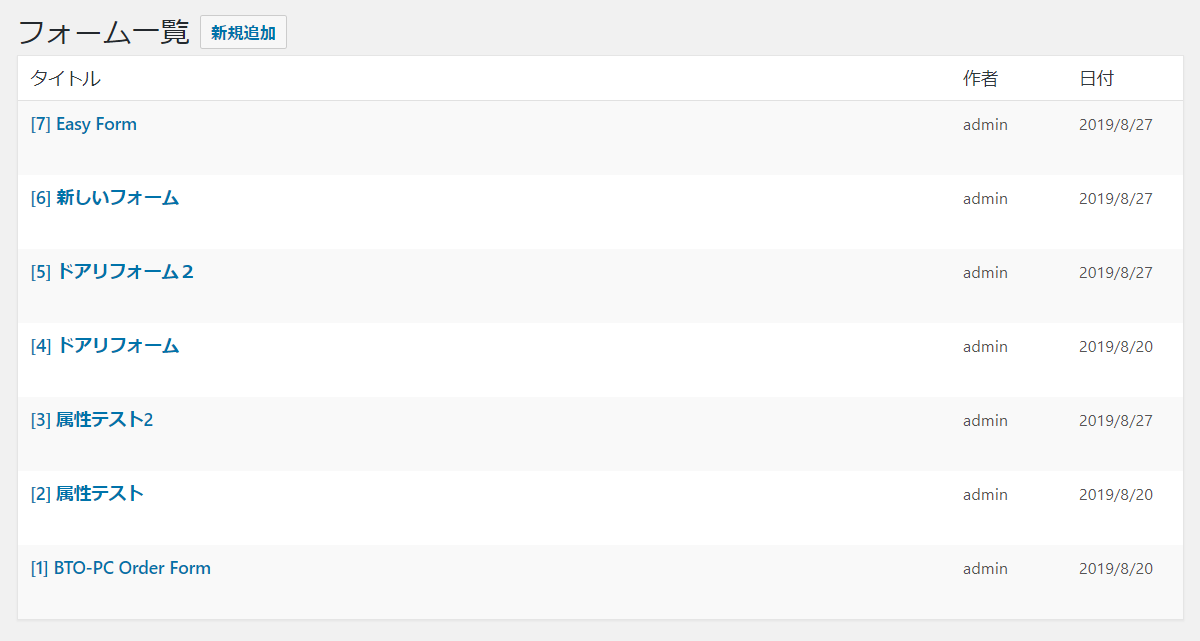 フォーム一覧 新規追加
タイトル 作者 日付
[7] Easy Form admin 2019/8/27
[6] 新しいフォーム admin 2019/8/27
[5] ドアリフォーム２ admin 2019/8/27
[4] ドアリフォーム admin 2019/8/20
[3] 属性テスト2 admin 2019/8/27
[2] 属性テスト admin 2019/8/20
[1] BTO-PC Order Form admin 2019/8/20